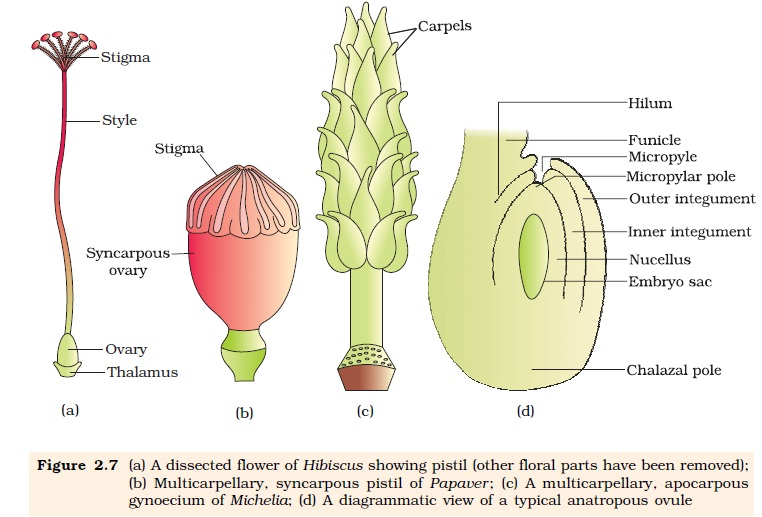 Stigma
Style
Ovary
Thalamus
(a)
Stigma
Syncarpous
ovary
(b)
Carpels
(c)
Hilum
Funicle
Micropyle
Micropylar pole
Outer integument
Inner integument
Nucellus
Embryo sac
Chalazal pole
(d)
Figure 2.7 (a) A dissected flower of Hibiscus showing pistil (other floral parts have been removed);
(b) Multicarpellary, syncarpous pistil of Papaver; (c) A multicarpellary, apocarpous
gynoecium of Michelia; (d) A diagrammatic view of a typical anatropous ovule